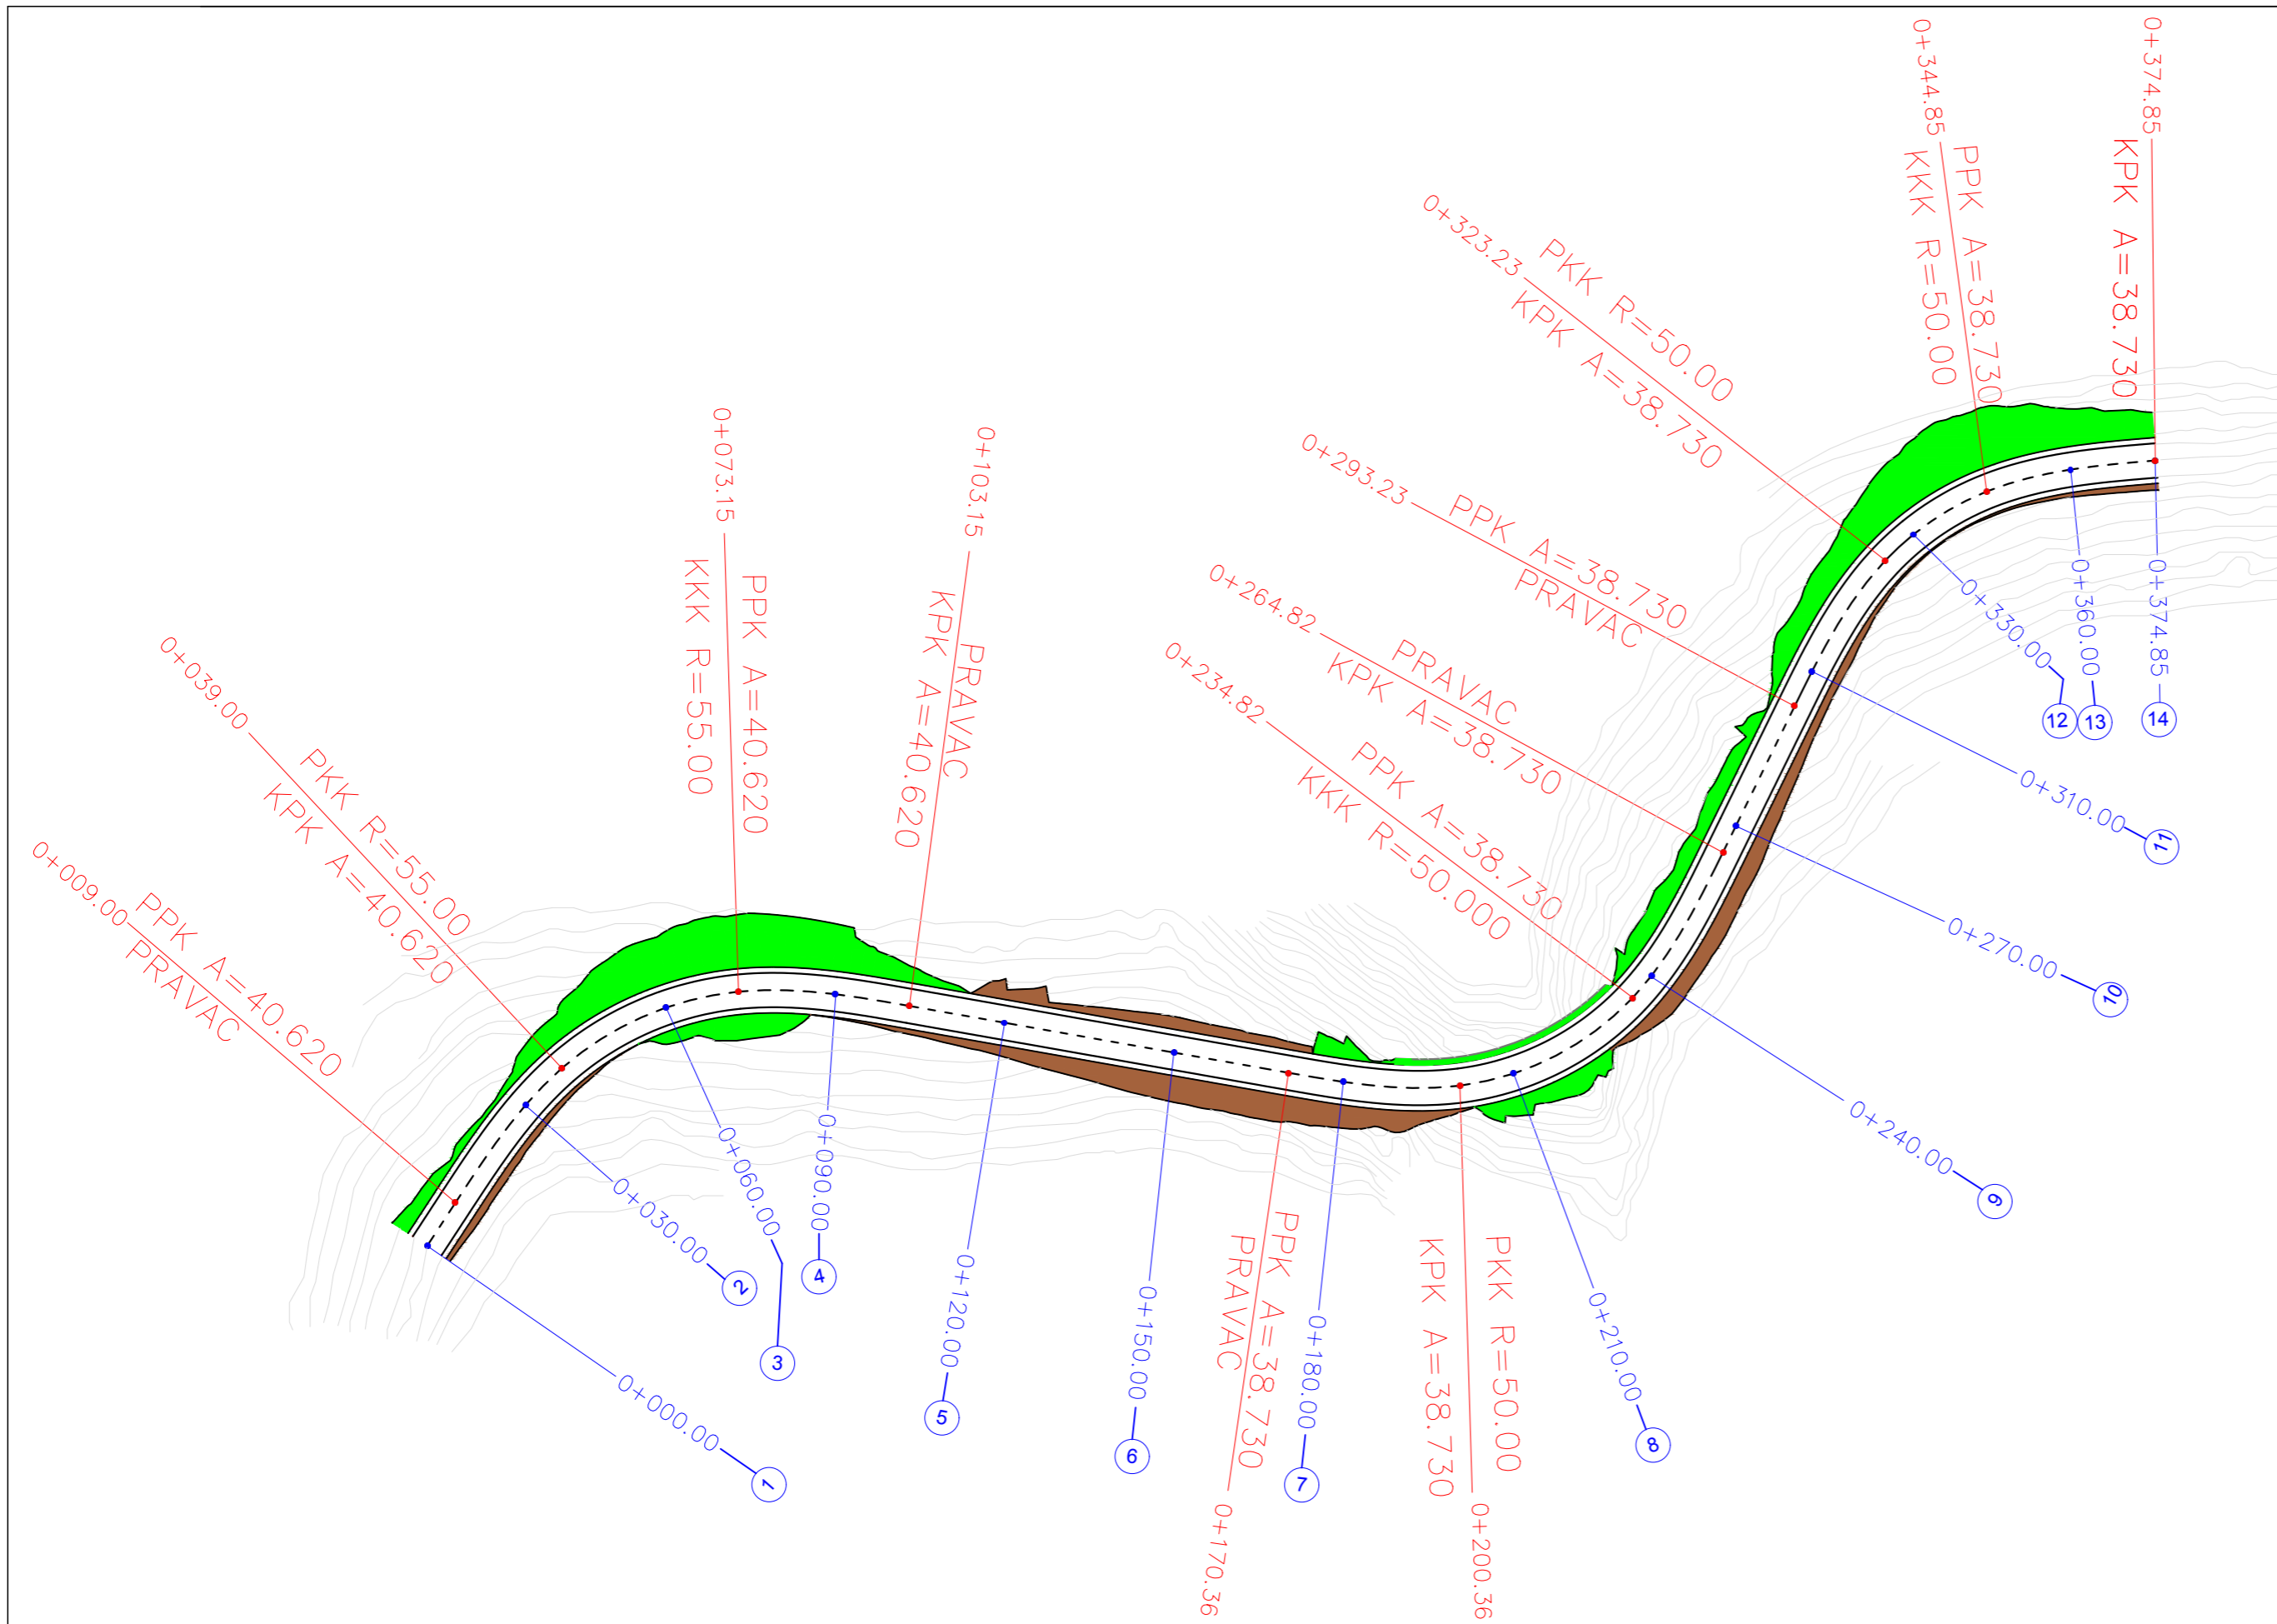 0+009.00
PPK A=40.620
PRAVAC
0+039.00
PKK R=55.00
KPK A=40.620
0+073.15
PPK A=40.620
KKK R=55.00
0+103.15
PRAVAC
KPK A=40.620
0+170.36
PPK A=38.730
PRAVAC
0+200.36
PKK R=50.00
KPK A=38.730
0+234.82
PPK A=38.730
KKK R=50.000
0+264.82
PRAVAC
KPK A=38.730
0+293.23
PPK A=38.730
PRAVAC
0+323.23
PKK R=50.00
KPK A=38.730
0+344.85
PPK A=38.730
KKK R=50.00
0+374.85
KPK A=38.730
0+000.00
1
0+030.00
2
0+060.00
3
0+090.00
4
0+120.00
5
0+150.00
6
0+180.00
7
0+210.00
8
0+240.00
9
0+270.00
10
0+310.00
11
0+330.00
12
0+360.00
13
0+374.85
14